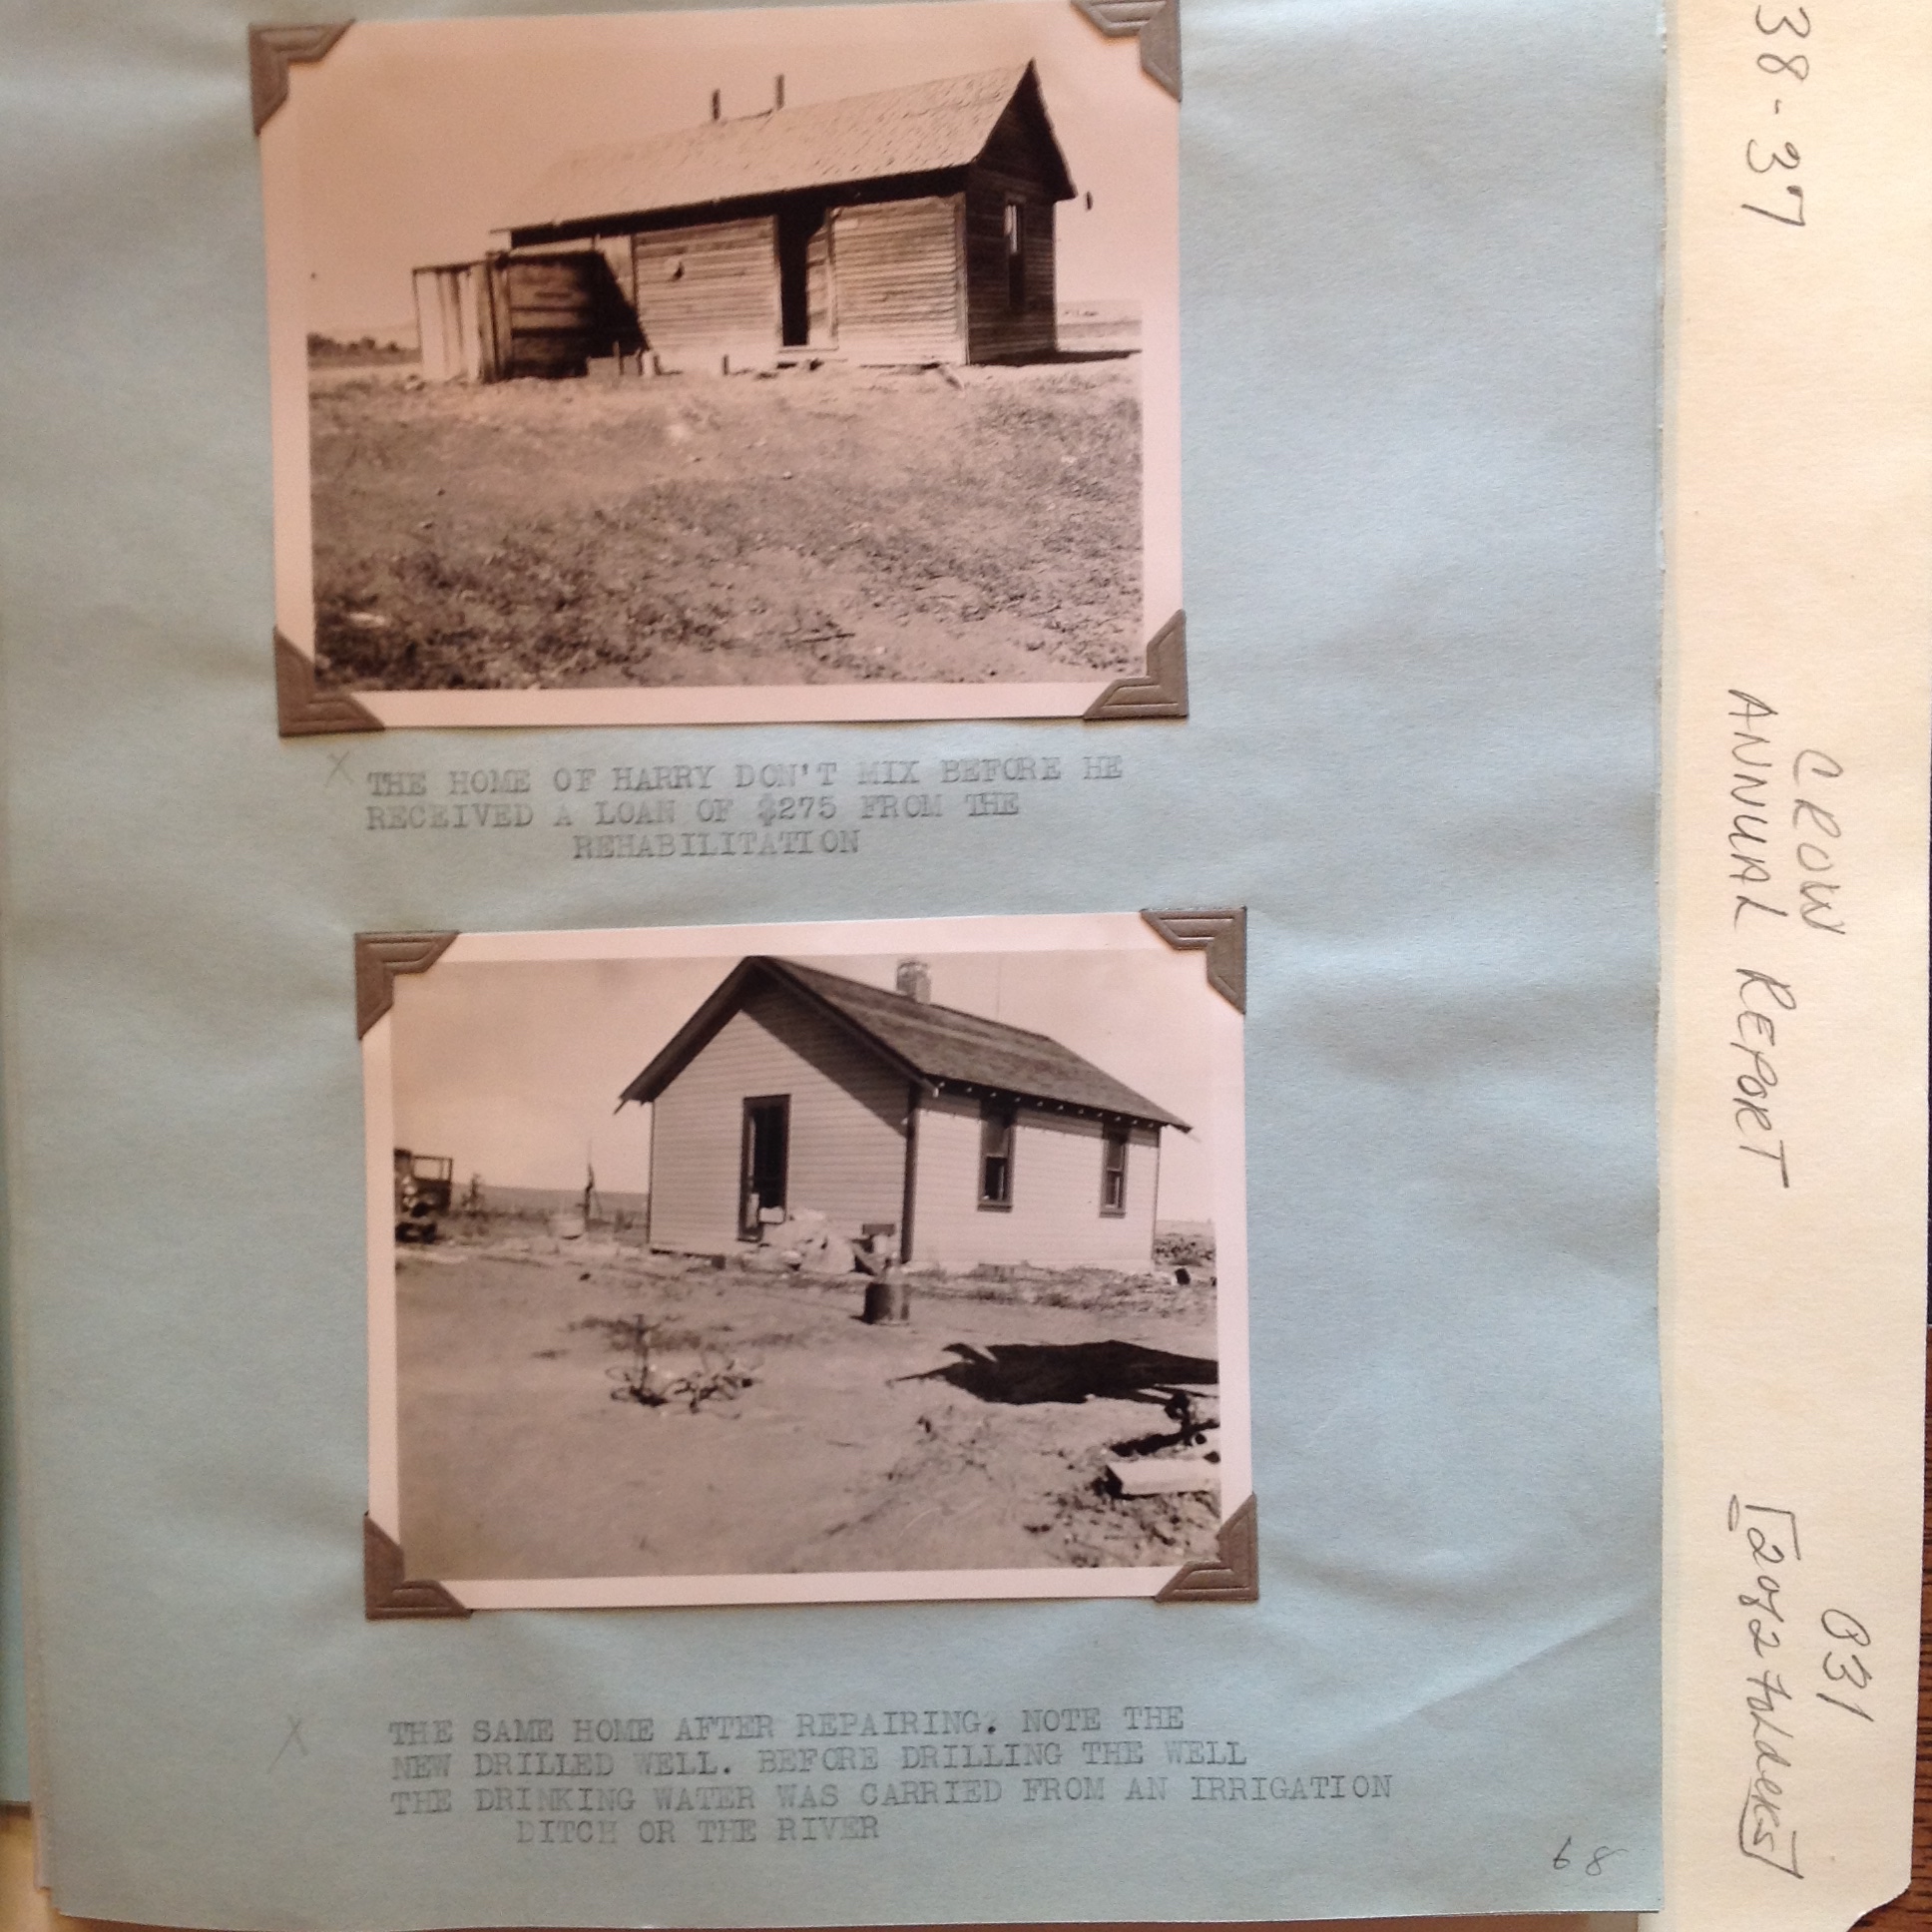 THE HOME OF HARRY DON'T MIX BEFORE HE
RECEIVED A LOAN OF $275 FROM THE
REHABILITATION
THE SAME HOME AFTER REPAIRING. NOTE THE
NEW DRILLED WELL. BEFORE DRILLING THE WELL
THE DRINKING WATER WAS CARRIED FROM AN IRRIGATION
DITCH OR THE RIVER
68
38-37
CROW
ANNUAL REPORT
031
[2 of 2 folders]